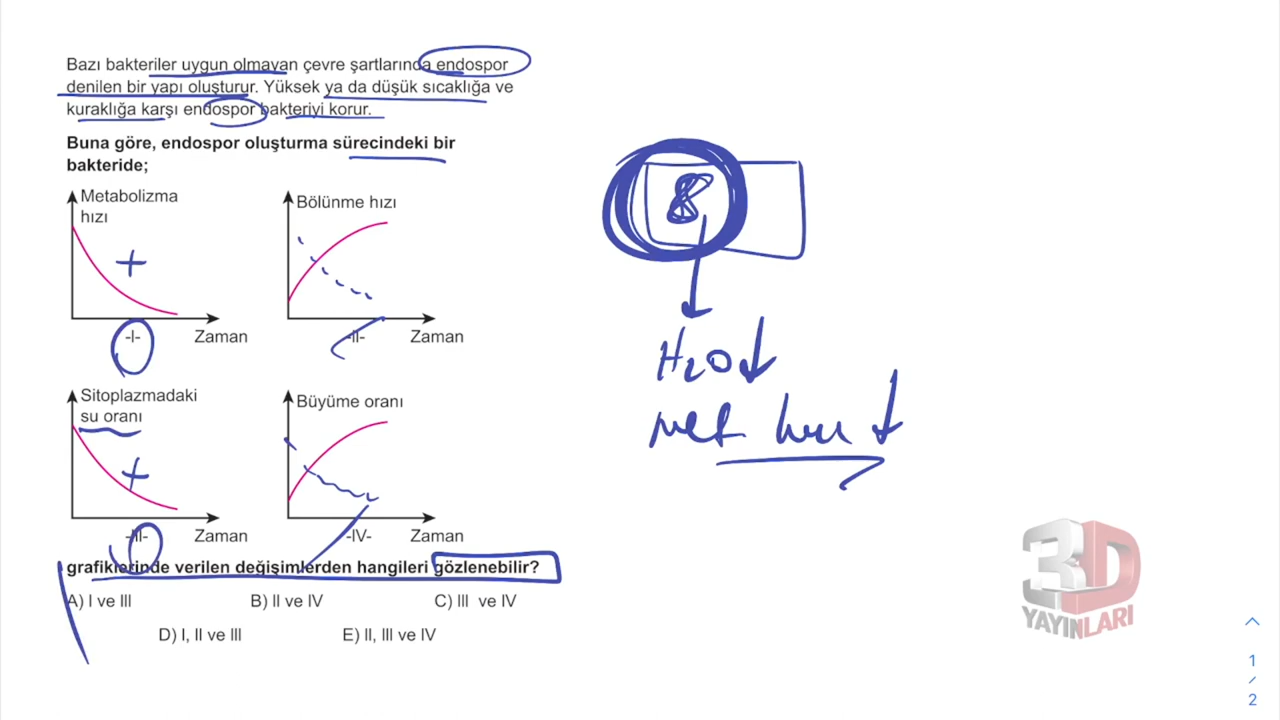 Bazı bakteriler uygun olmayan çevre şartlarında endospor
denilen bir yapı oluşturur. Yüksek ya da düşük sıcaklığa ve
kuraklığa karşı endospor bakteriyi korur.
Buna göre, endospor oluşturma sürecindeki bir
bakteride;
Metabolizma
hızı
Zaman
-I-
Bölünme hızı
Zaman
-II-
Sitoplazmadaki
su oranı
Zaman
-III-
Büyüme oranı
Zaman
-IV-
grafiklerinde verilen değişimlerden hangileri gözlenebilir?
A) I ve III
B) II ve IV
C) III ve IV
D) I, II ve III
E) II, III ve IV
H₂O↓
met hızı ↓
3D
YAYINLARI
1
/
2